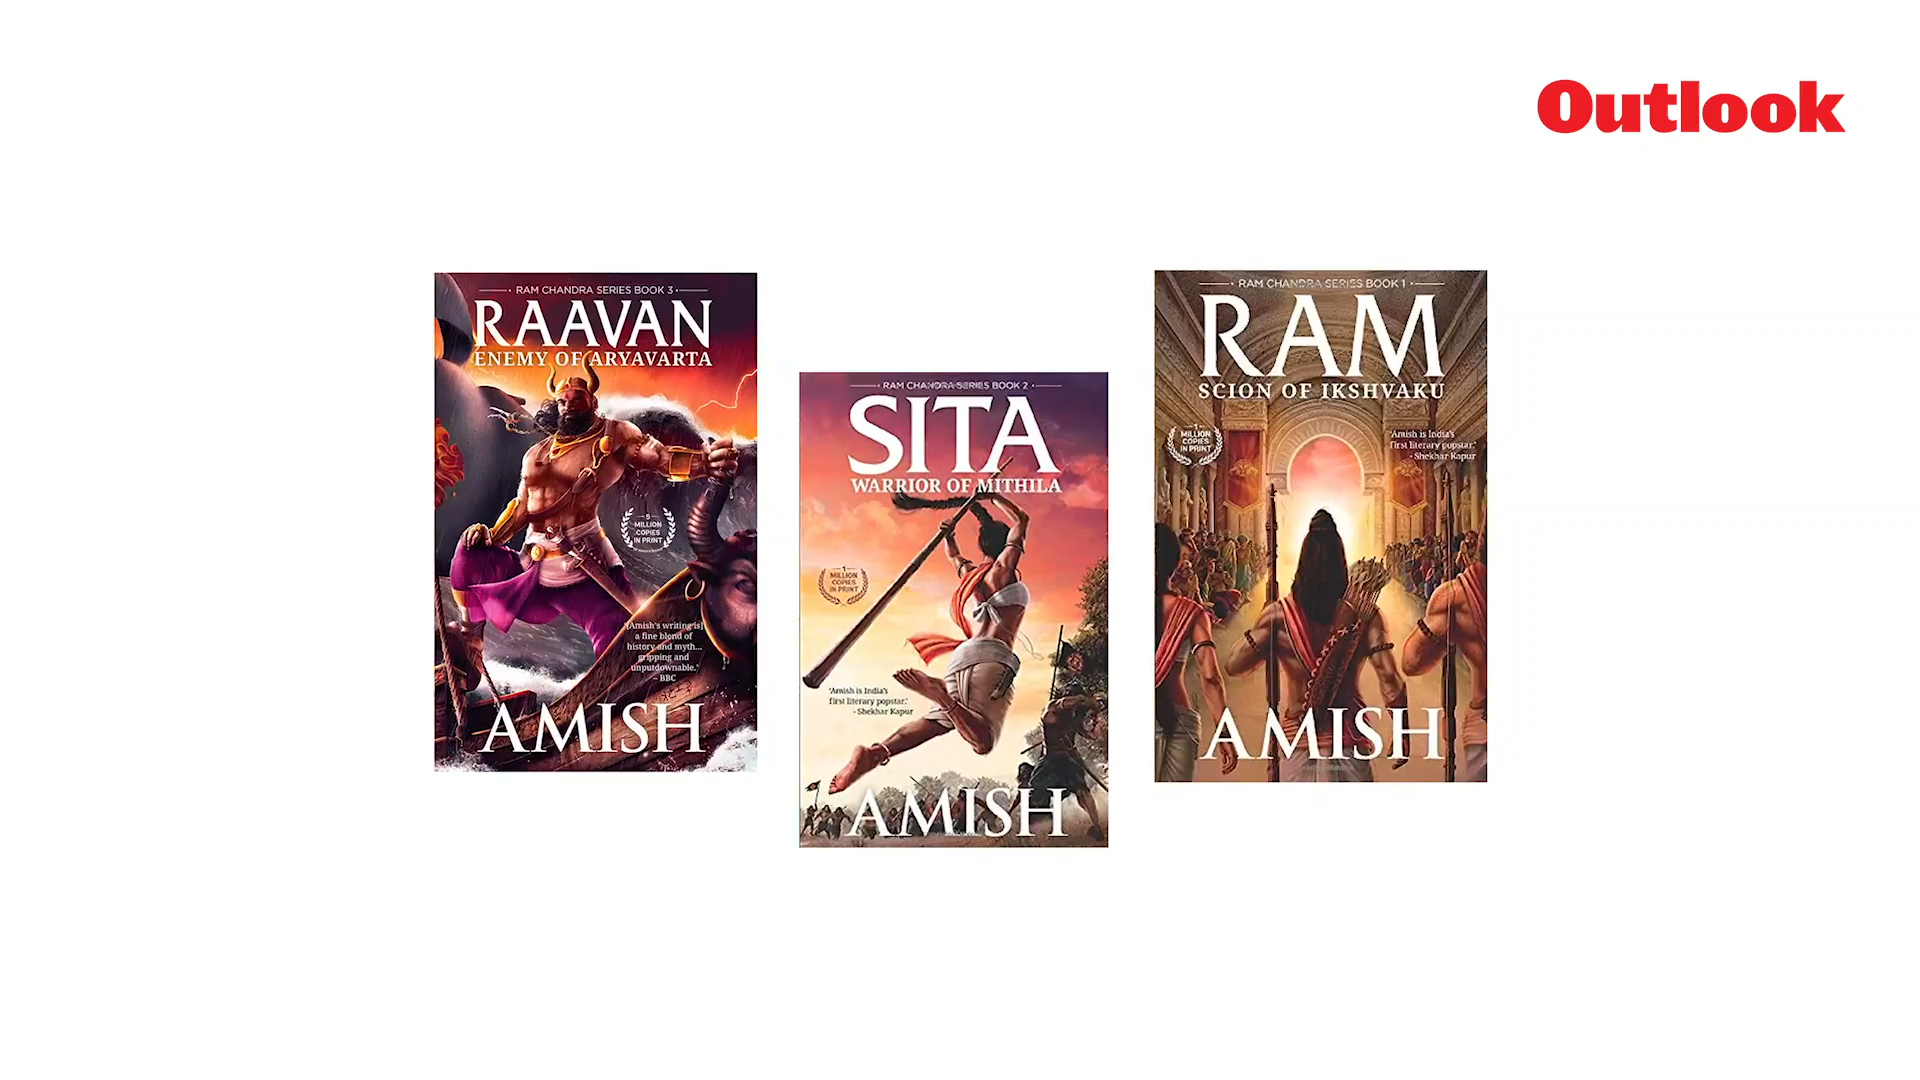 Outlook
· RAM CHANDRA SERIES BOOK 3 ·
RAAVAN
ENEMY OF ARYAVARTA
5
MILLION
COPIES
IN PRINT
'[Amish's writing is]
a fine blend of
history and myth...
gripping and
unputdownable.'
– BBC
AMISH
· RAM CHANDRA SERIES BOOK 2 ·
SITA
WARRIOR OF MITHILA
1
MILLION
COPIES
IN PRINT
'Amish is India's
first literary popstar.'
- Shekhar Kapur
AMISH
· RAM CHANDRA SERIES BOOK 1 ·
RAM
SCION OF IKSHVAKU
1
MILLION
COPIES
IN PRINT
'Amish is India's
first literary popstar.'
- Shekhar Kapur
AMISH